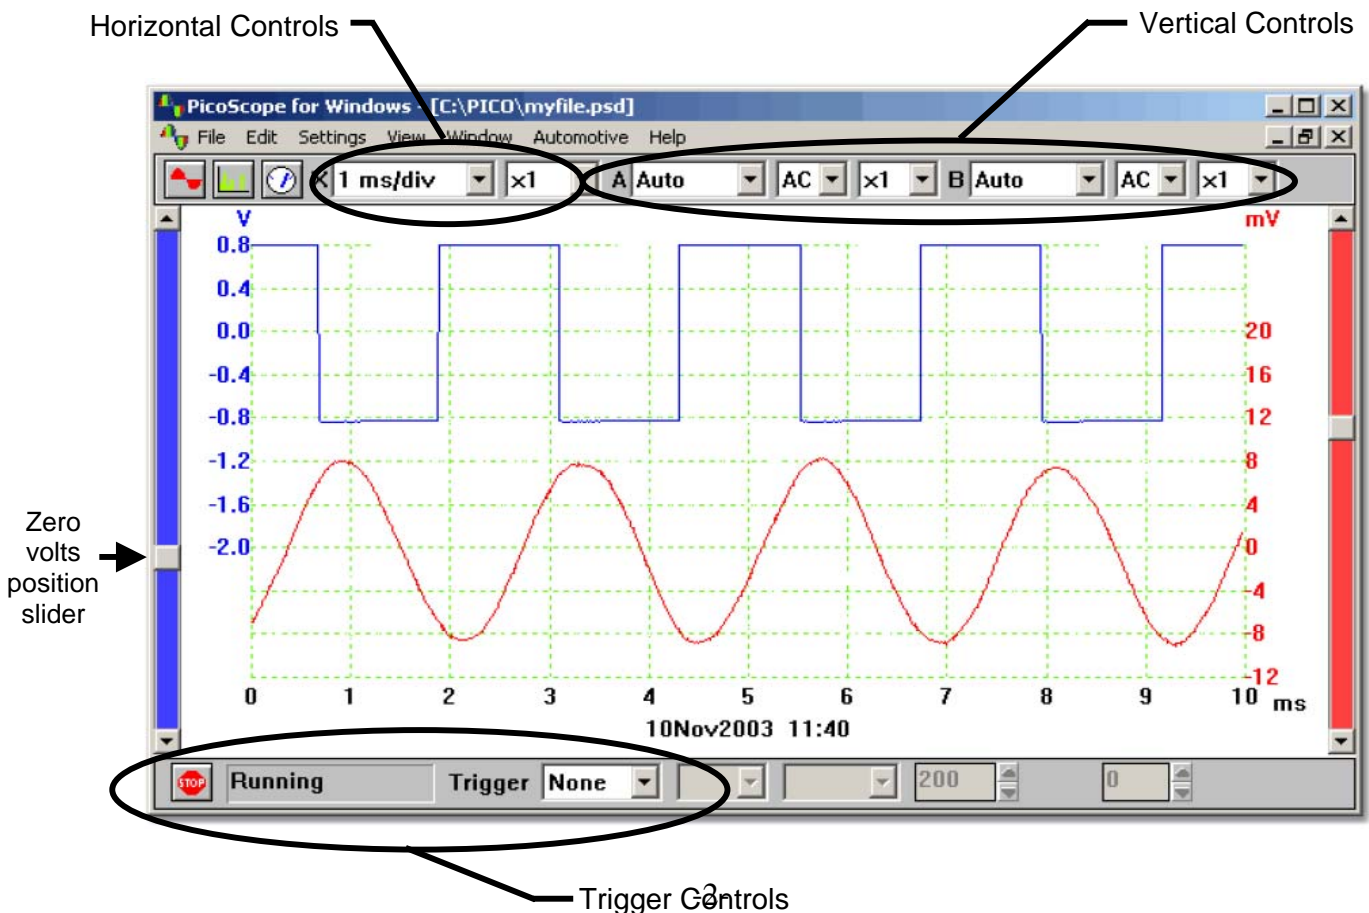 Horizontal Controls
Vertical Controls
PicoScope for Windows - [C:\PICO\myfile.psd]
File Edit Settings View Window Automotive Help
X 1 ms/div x1 A Auto AC x1 B Auto AC x1
V
mV
0.8
0.4
0.0
-0.4
-0.8
-1.2
-1.6
-2.0
20
16
12
8
4
0
-4
-8
-12
Zero
volts
position
slider
0 1 2 3 4 5 6 7 8 9 10 ms
10Nov2003 11:40
STOP Running Trigger None 200 0
Trigger Controls
-2-